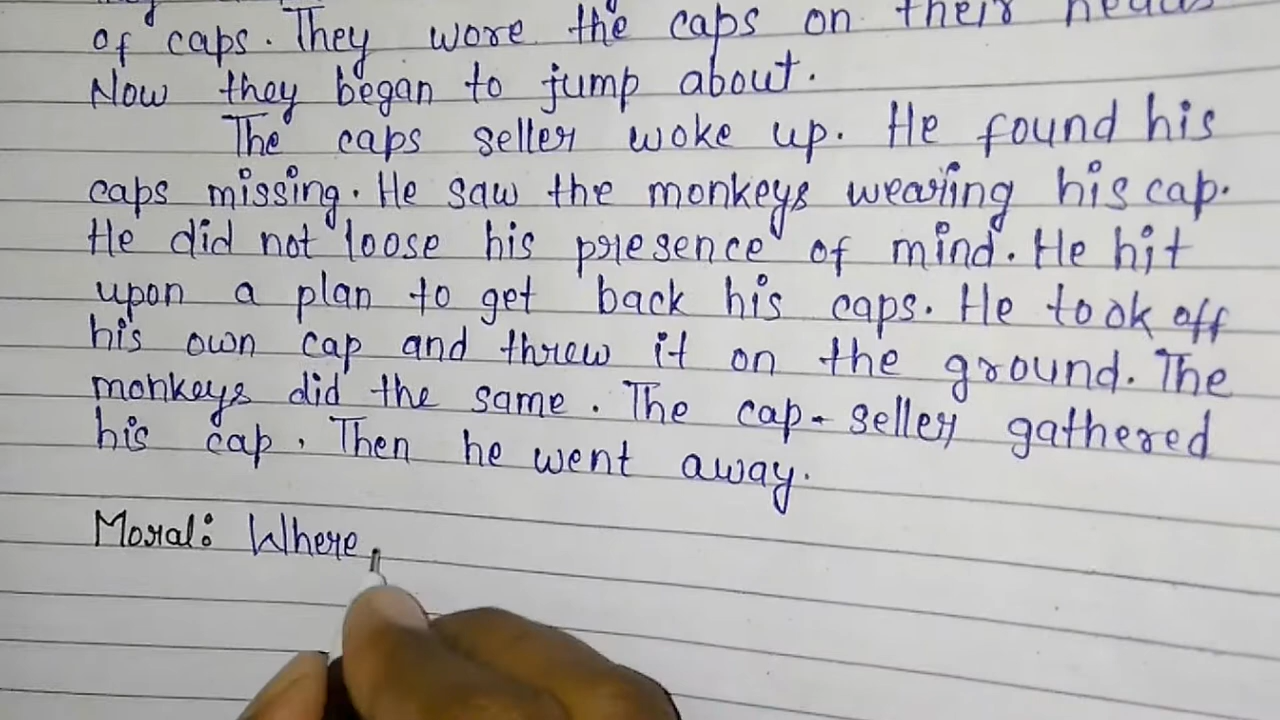 of caps. They wore the caps on their heads
Now they began to jump about.
The caps seller woke up. He found his
caps missing. He saw the monkeys wearing his cap.
He did not loose his presence of mind. He hit
upon a plan to get back his caps. He took off
his own cap and threw it on the ground. The
monkeys did the same. The cap-seller gathered
his cap. Then he went away.
Moral: Where